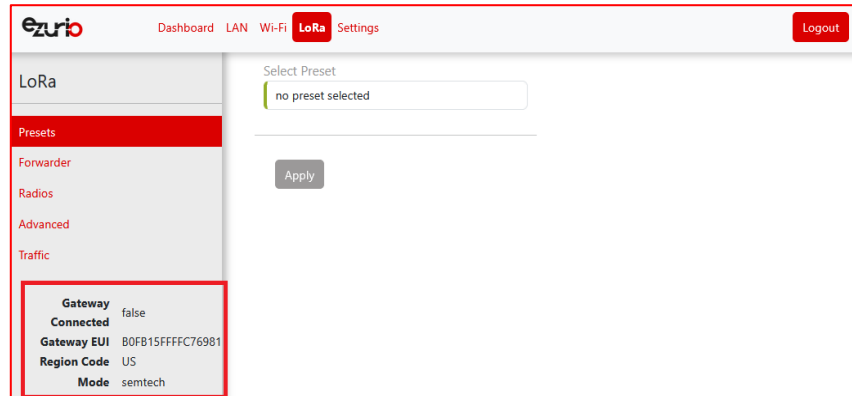 ezurio
Dashboard LAN Wi-Fi LoRa Settings
Logout
LoRa
Presets
Forwarder
Radios
Advanced
Traffic
Gateway Connected false
Gateway EUI B0FB15FFFFC76981
Region Code US
Mode semtech
Select Preset
no preset selected
Apply